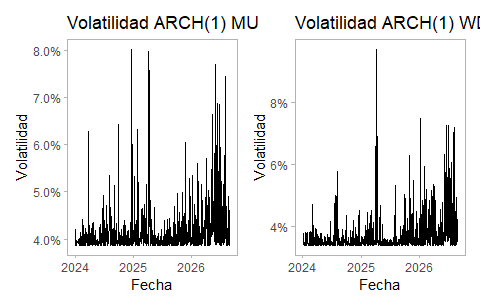 Volatilidad ARCH(1) MU
Volatilidad
8.0%
7.0%
6.0%
5.0%
4.0%
2024
2025
2026
Fecha
Volatilidad ARCH(1) WD
Volatilidad
8%
6%
4%
2024
2025
2026
Fecha